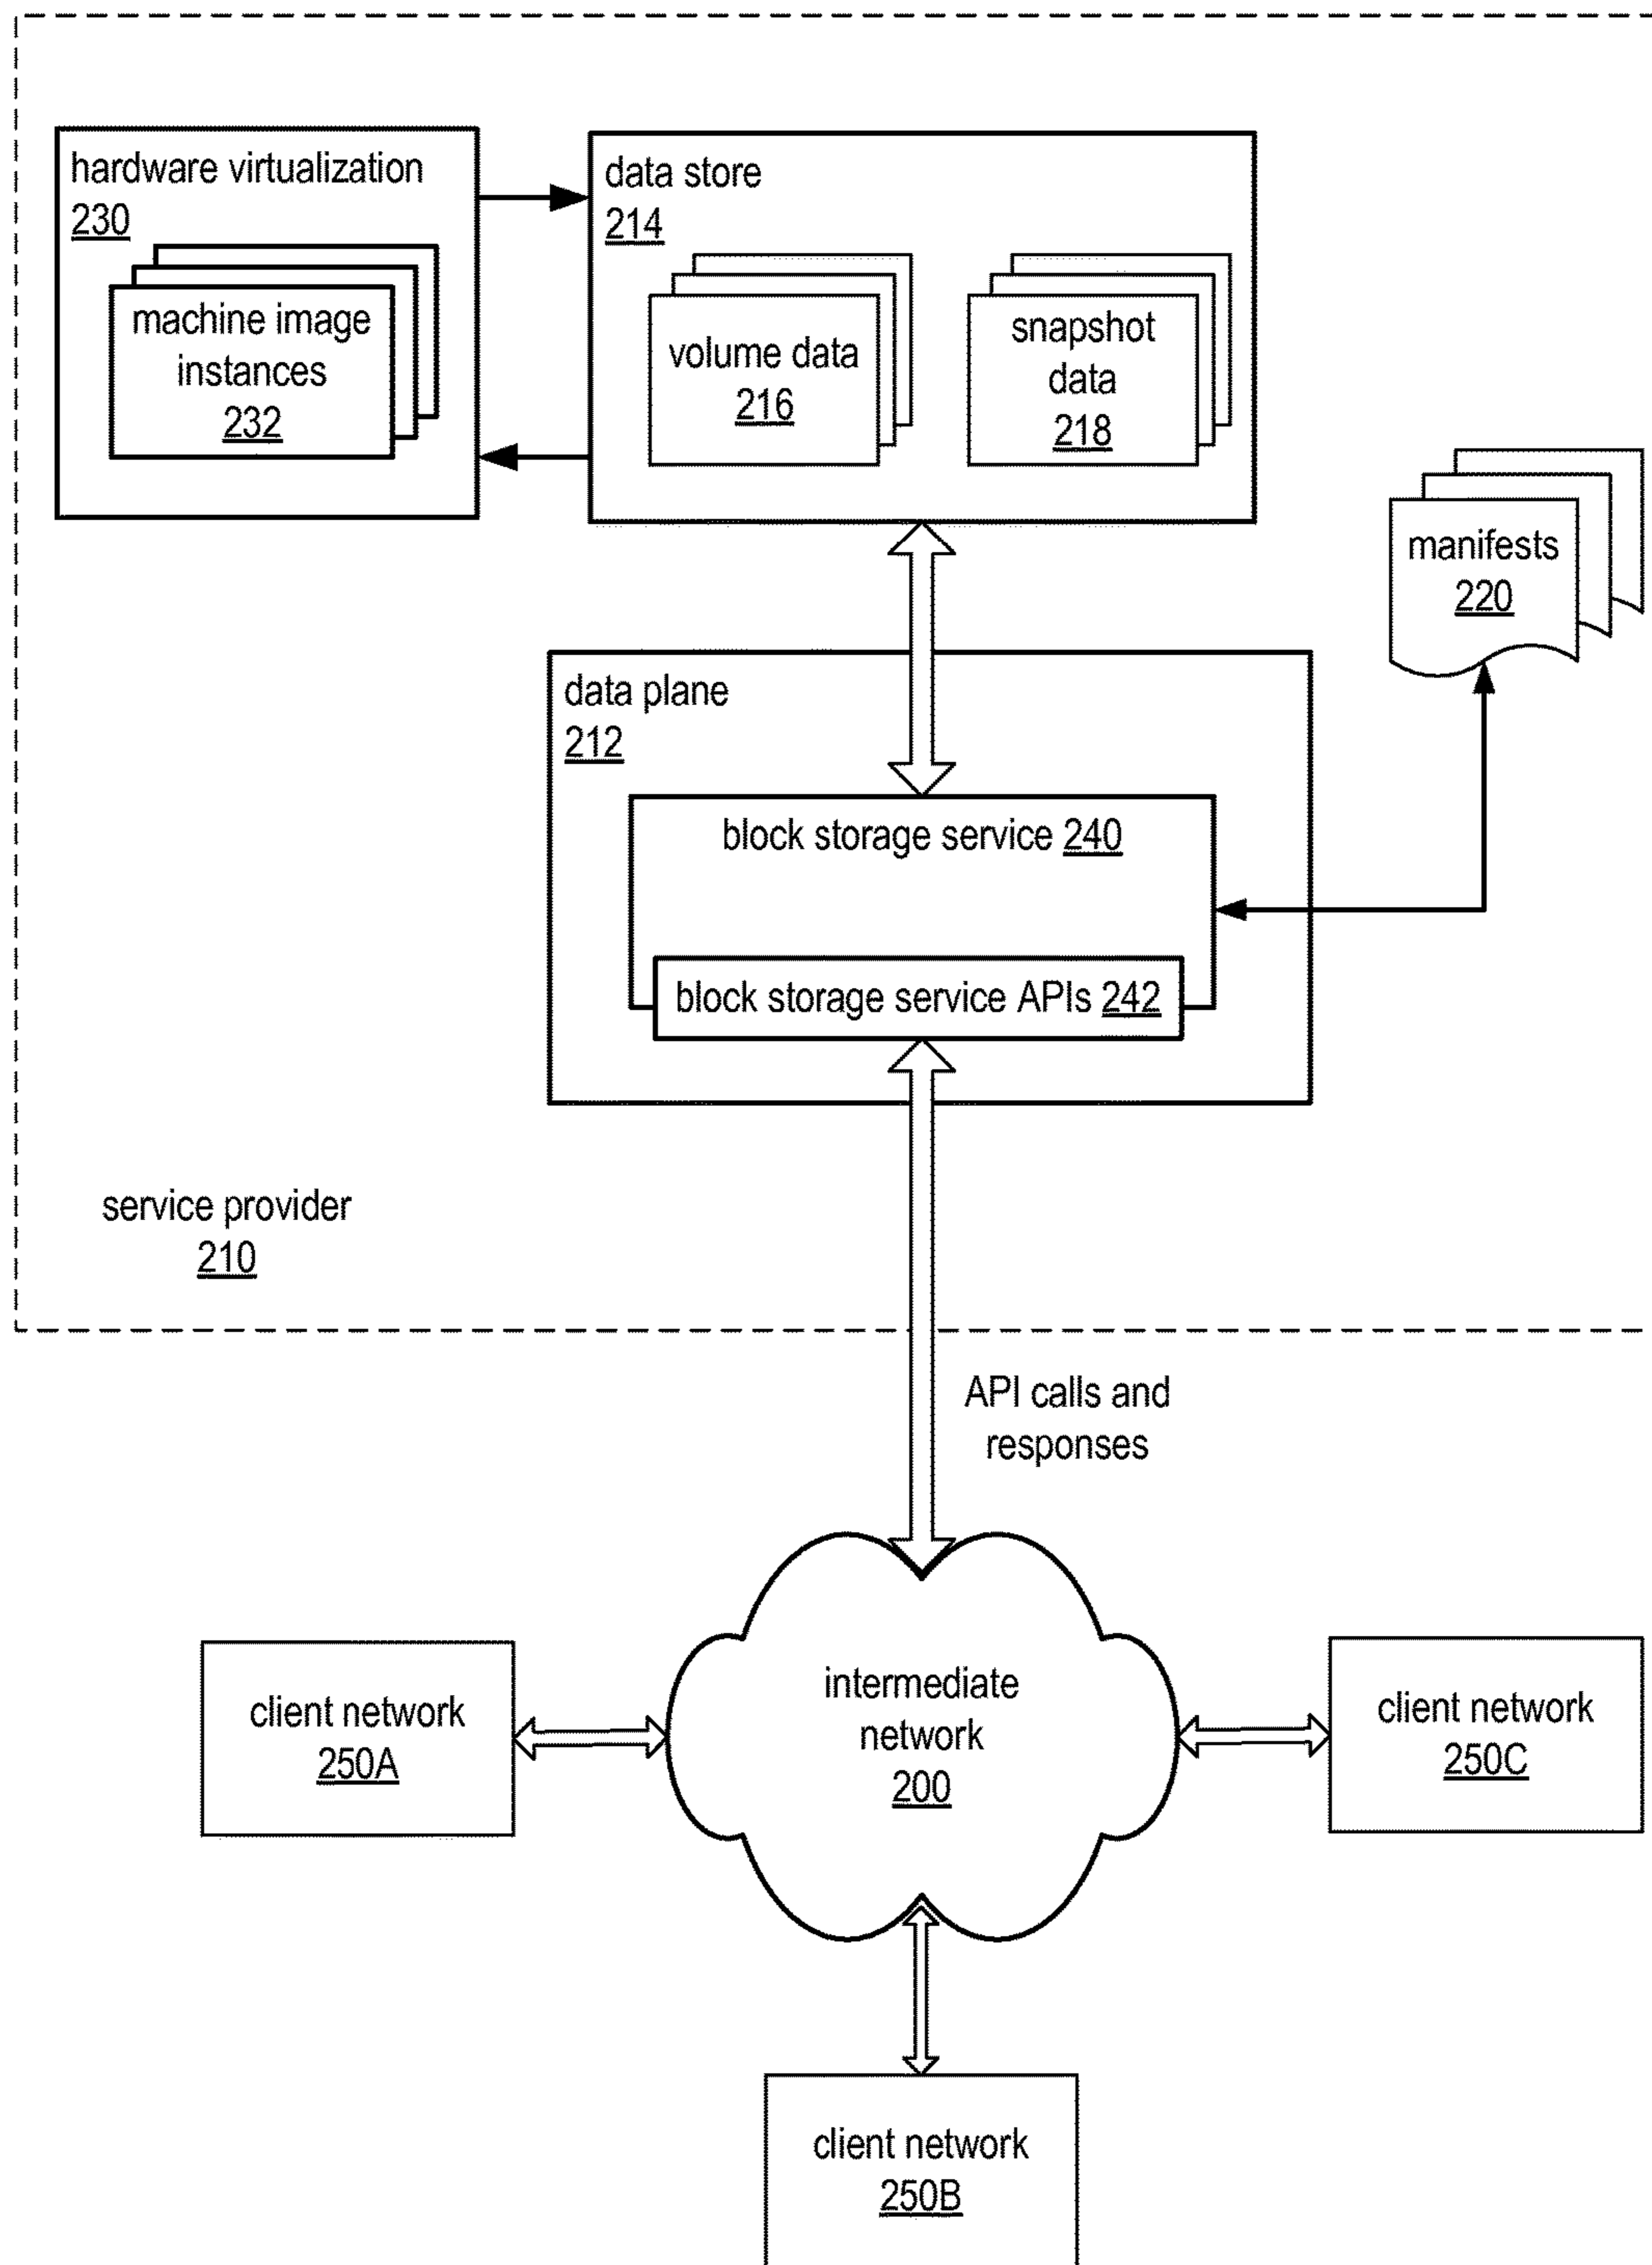 hardware virtualization
230
machine image
instances
232
data store
214
volume data
216
snapshot
data
218
manifests
220
data plane
212
block storage service 240
block storage service APIs 242
service provider
210
API calls and
responses
intermediate
network
200
client network
250A
client network
250C
client network
250B